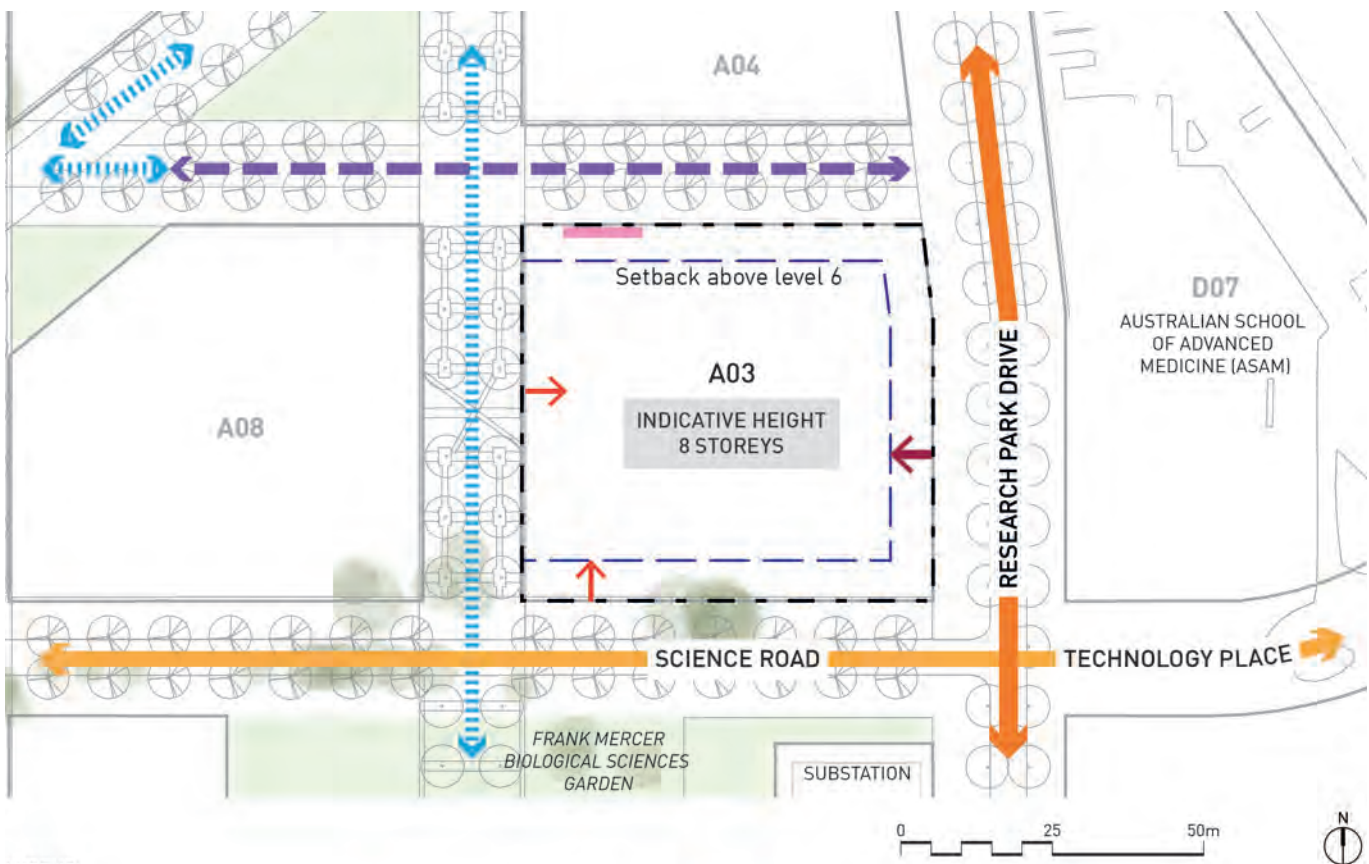 A04
Setback above level 6
D07
AUSTRALIAN SCHOOL
OF ADVANCED
MEDICINE (ASAM)
A03
INDICATIVE HEIGHT
8 STOREYS
A08
RESEARCH PARK DRIVE
SCIENCE ROAD
TECHNOLOGY PLACE
FRANK MERCER
BIOLOGICAL SCIENCES
GARDEN
SUBSTATION
0 25 50m
N